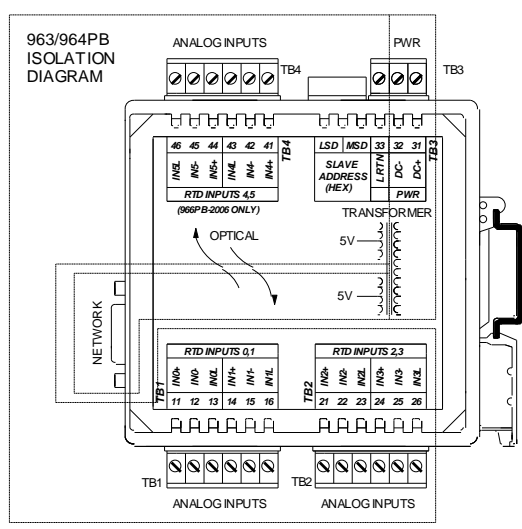 963/964PB
ISOLATION
DIAGRAM
ANALOG INPUTS
PWR
TB4
TB3
46 45 44 43 42 41
IN5L IN5- IN5+ IN4L IN4- IN4+
TB4
RTD INPUTS 4,5
(966PB-2006 ONLY)
LSD MSD 33 32 31
SLAVE
ADDRESS
(HEX)
LRTN DC- DC+
TB3
PWR
TRANSFORMER
OPTICAL
5V
5V
NETWORK
RTD INPUTS 0,1
TB1
IN0+ IN0- IN0L IN1+ IN1- IN1L
11 12 13 14 15 16
RTD INPUTS 2,3
TB2
IN2+ IN2- IN2L IN3+ IN3- IN3L
21 22 23 24 25 26
TB1
TB2
ANALOG INPUTS
ANALOG INPUTS